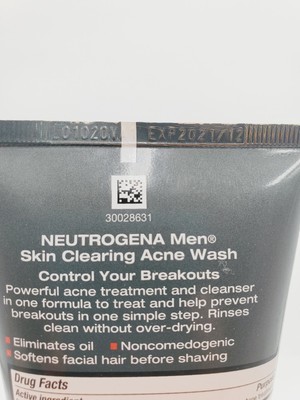 L01020V EXP2021/12
30028631
NEUTROGENA Men®
Skin Clearing Acne Wash
Control Your Breakouts
Powerful acne treatment and cleanser
in one formula to treat and help prevent
breakouts in one simple step. Rinses
clean without over-drying.
Eliminates oil Noncomedogenic
Softens facial hair before shaving
Drug Facts